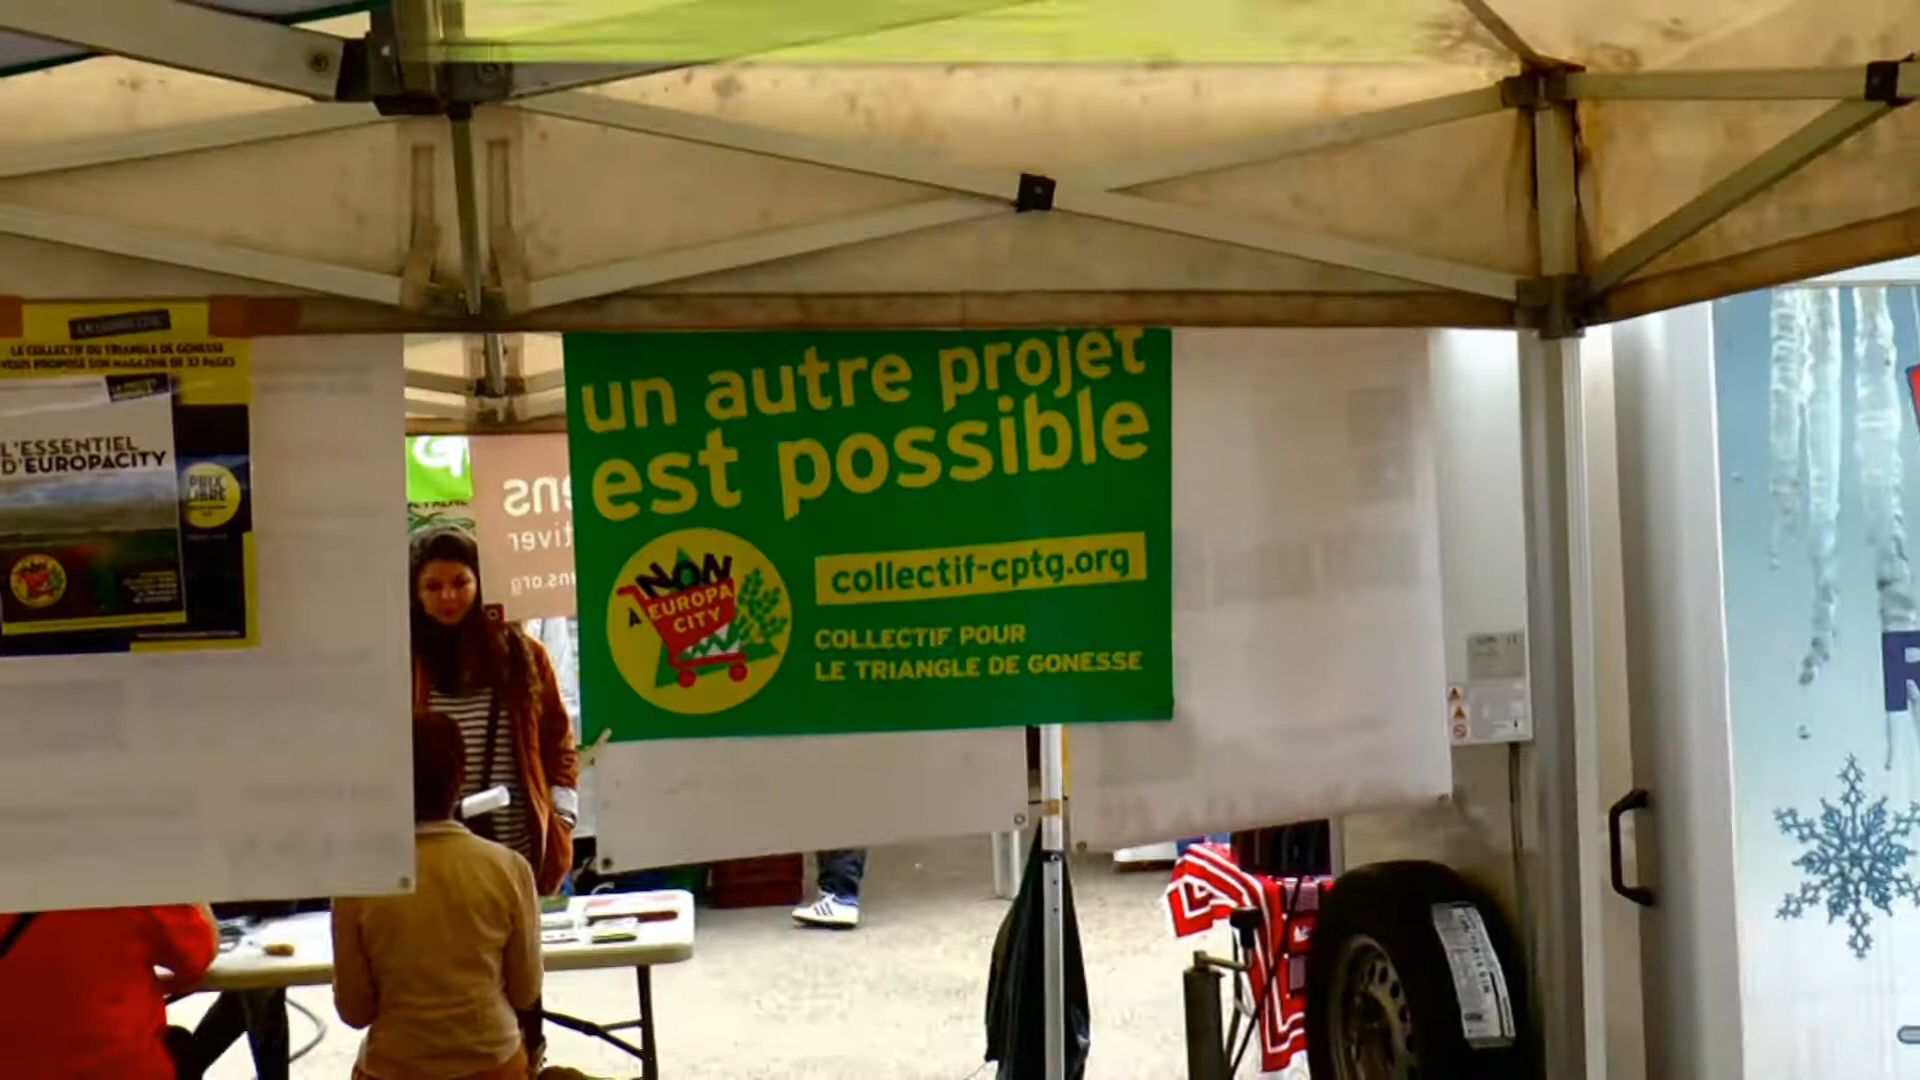 LE COLLECTIF DU TRIANGLE DE GONESSE
VOUS PROPOSE SON MAGAZINE DE 32 PAGES
L'ESSENTIEL
D'EUROPACITY
PRIX
LIBRE
NON
À EUROPA
CITY
un autre projet
est possible
collectif-cptg.org
COLLECTIF POUR
LE TRIANGLE DE GONESSE